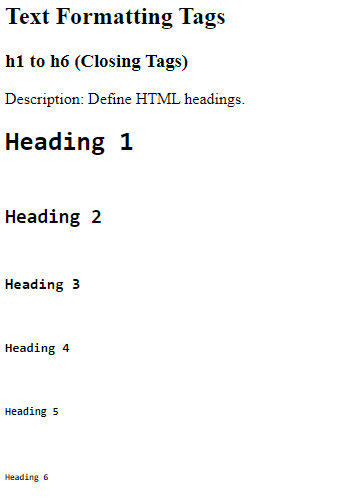 Text Formatting Tags
h1 to h6 (Closing Tags)
Description: Define HTML headings.
Heading 1
Heading 2
Heading 3
Heading 4
Heading 5
Heading 6